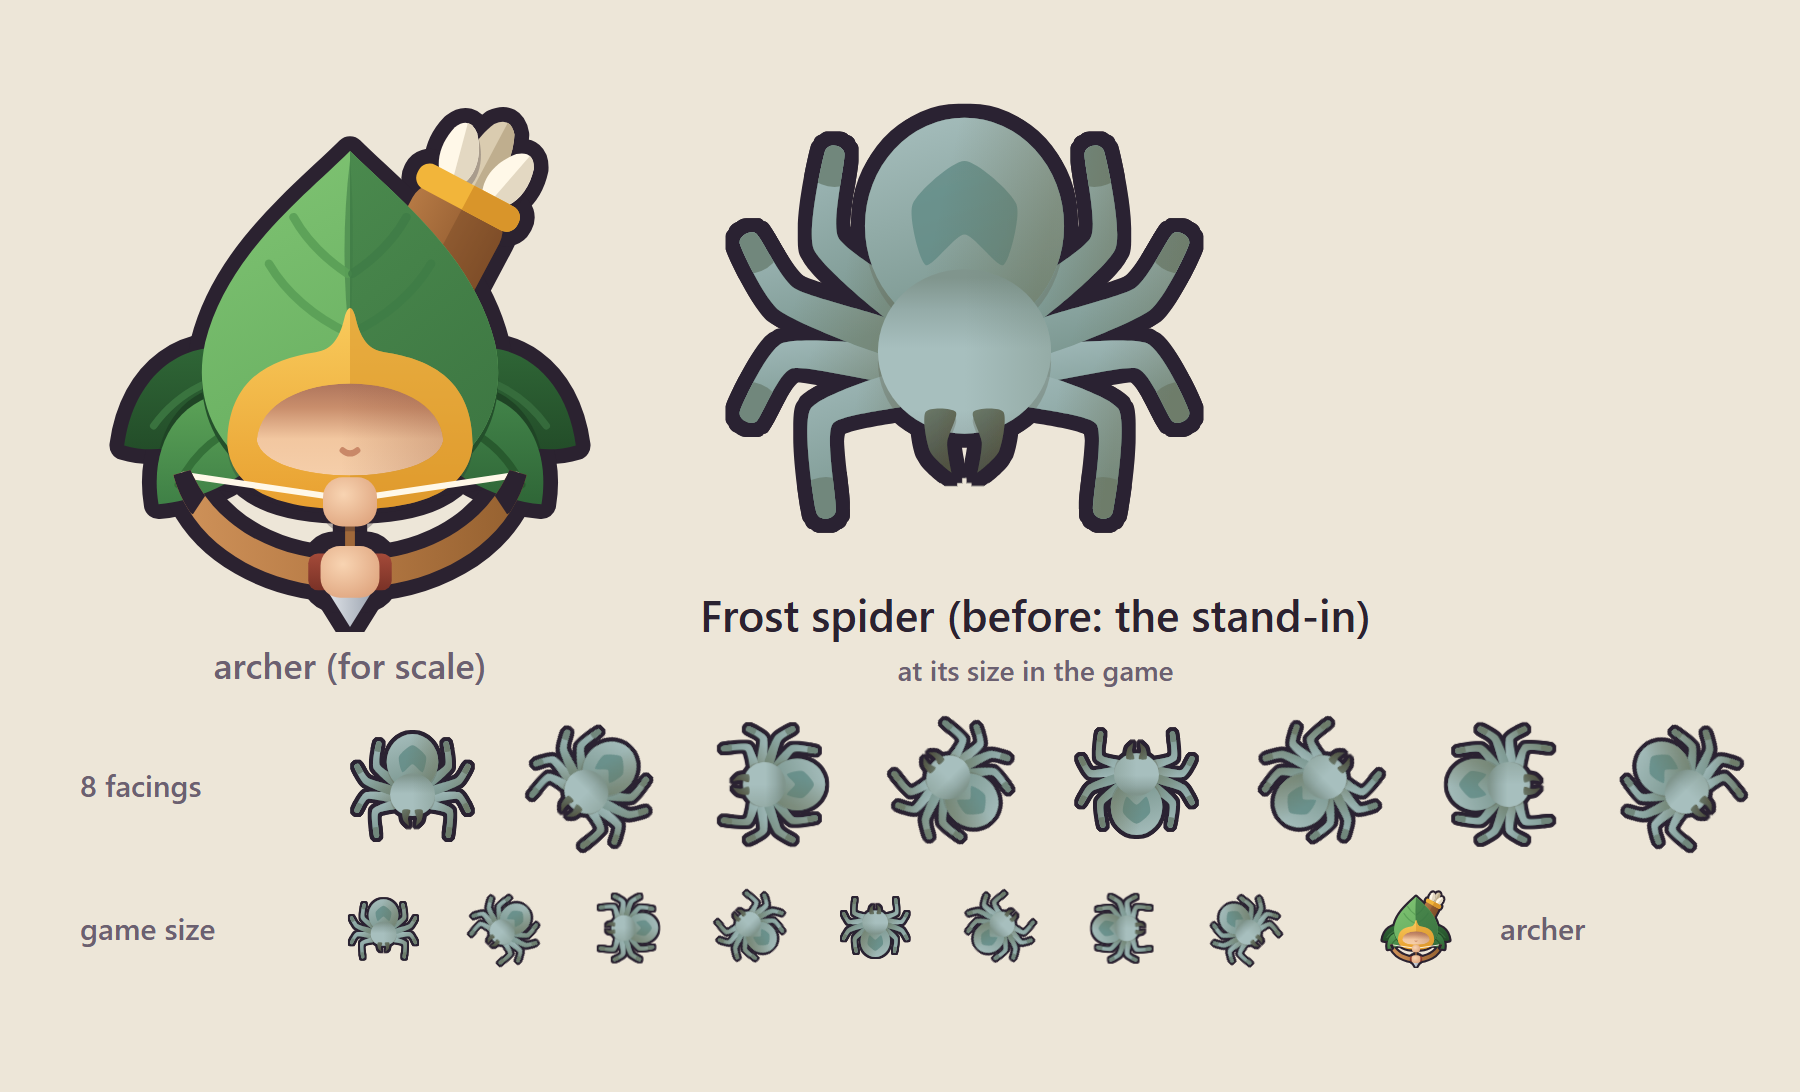 Frost spider (before: the stand-in)
archer (for scale)
at its size in the game
8 facings
game size
archer